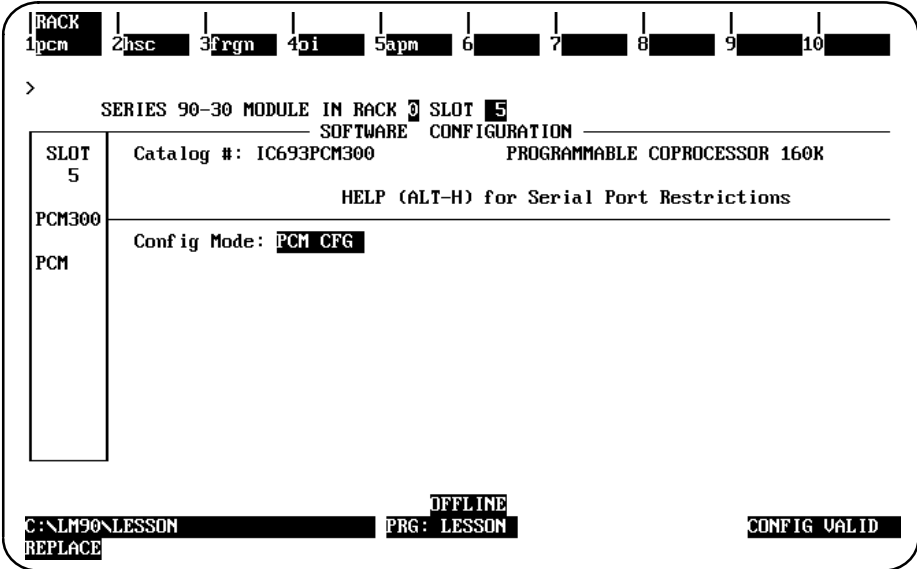 RACK
1pcm 2hsc 3frgn 4oi 5apm 6 7 8 9 10
>
SERIES 90-30 MODULE IN RACK 0 SLOT 5
SOFTWARE CONFIGURATION
SLOT Catalog #: IC693PCM300 PROGRAMMABLE COPROCESSOR 160K
5
HELP (ALT-H) for Serial Port Restrictions
PCM300
Config Mode: PCM CFG
PCM
OFFLINE
C:\LM90\LESSON PRG: LESSON CONFIG VALID
REPLACE